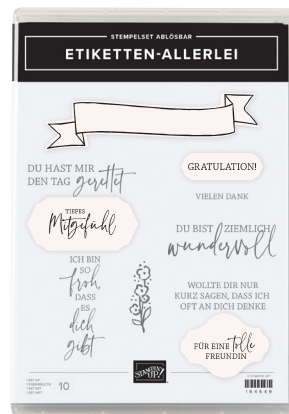 STEMPELSET ABLÖSBAR
ETIKETTEN-ALLERLEI
DU HAST MIR
DEN TAG gerettet
GRATULATION!
VIELEN DANK
TIEFES
Mitgefühl
DU BIST ZIEMLICH
wundervoll
ICH BIN
SO
froh,
DASS
ES
dich
gibt
WOLLTE DIR NUR
KURZ SAGEN, DASS ICH
OFT AN DICH DENKE
FÜR EINE tolle
FREUNDIN
10
STAMPIN' UP!